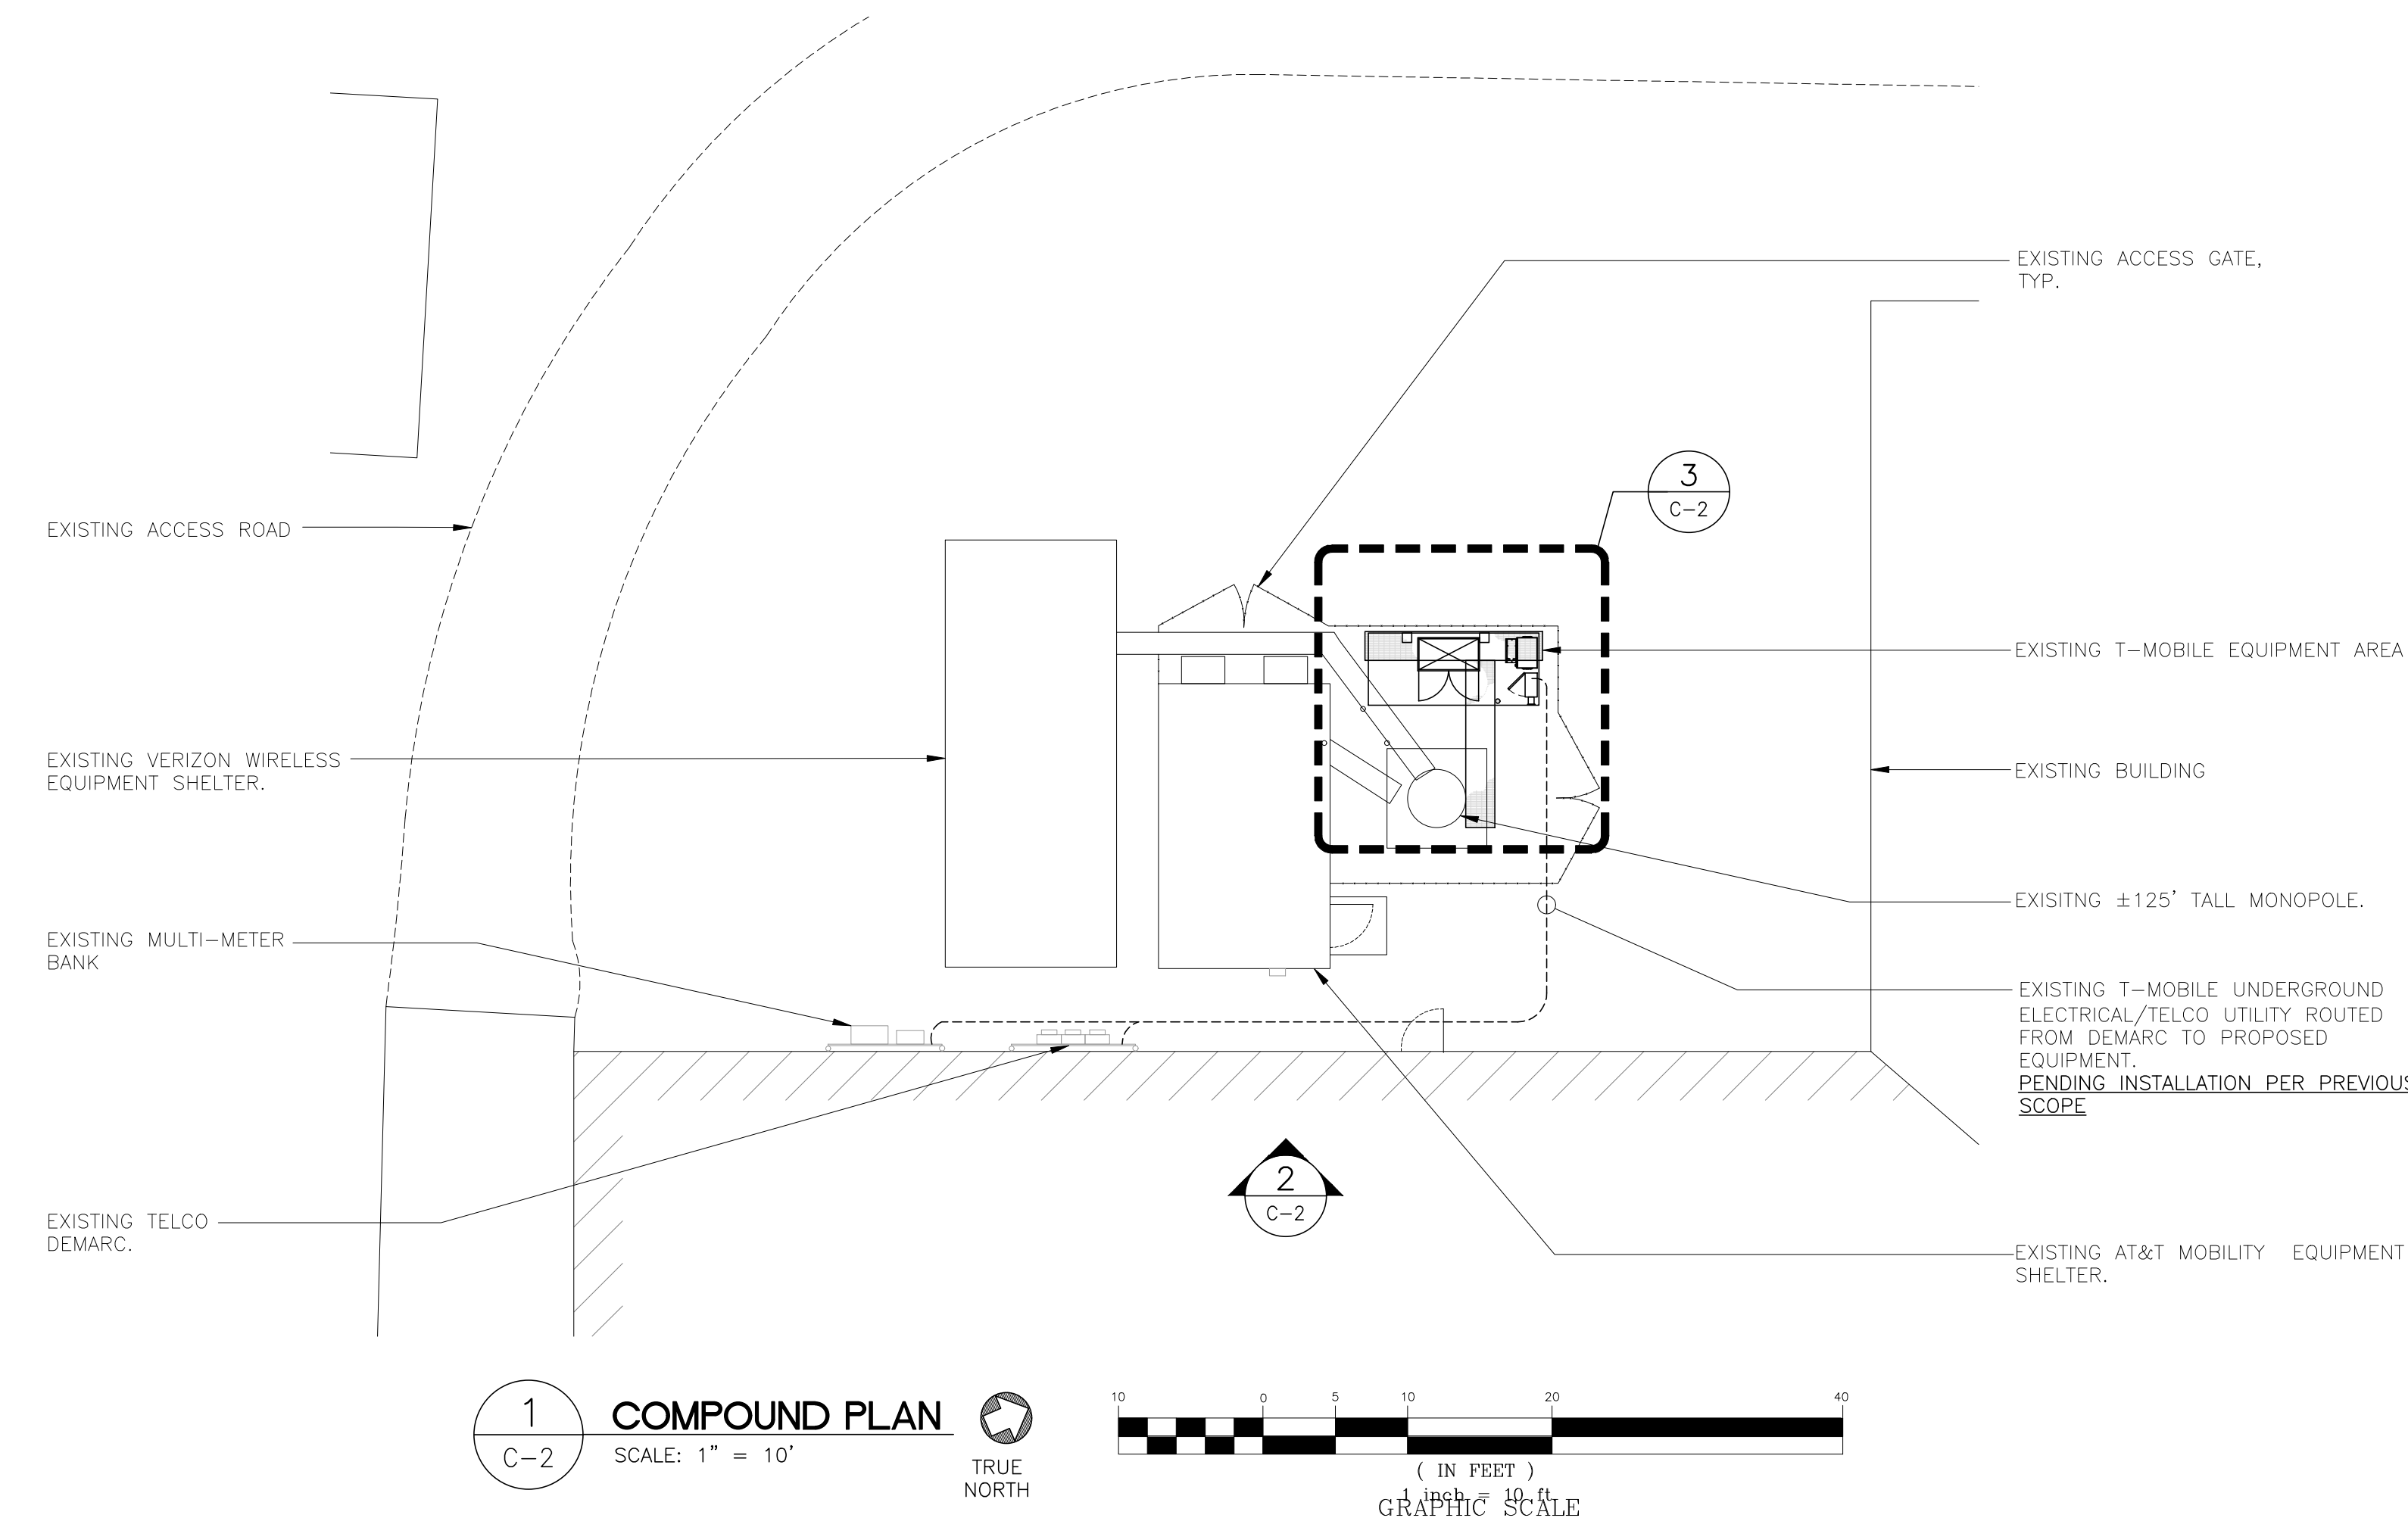 EXISTING ACCESS GATE,
TYP.
3
C-2
EXISTING ACCESS ROAD
EXISTING T-MOBILE EQUIPMENT AREA
EXISTING VERIZON WIRELESS
EQUIPMENT SHELTER.
EXISTING BUILDING
EXISITNG ±125' TALL MONOPOLE.
EXISTING MULTI-METER
BANK
EXISTING T-MOBILE UNDERGROUND
ELECTRICAL/TELCO UTILITY ROUTED
FROM DEMARC TO PROPOSED
EQUIPMENT.
PENDING INSTALLATION PER PREVIOUS
SCOPE
2
C-2
EXISTING TELCO
DEMARC.
EXISTING AT&T MOBILITY EQUIPMENT
SHELTER.
1
C-2
COMPOUND PLAN
SCALE: 1" = 10'
TRUE
NORTH
10 0 5 10 20 40
( IN FEET )
1 inch = 10 ft.
GRAPHIC SCALE